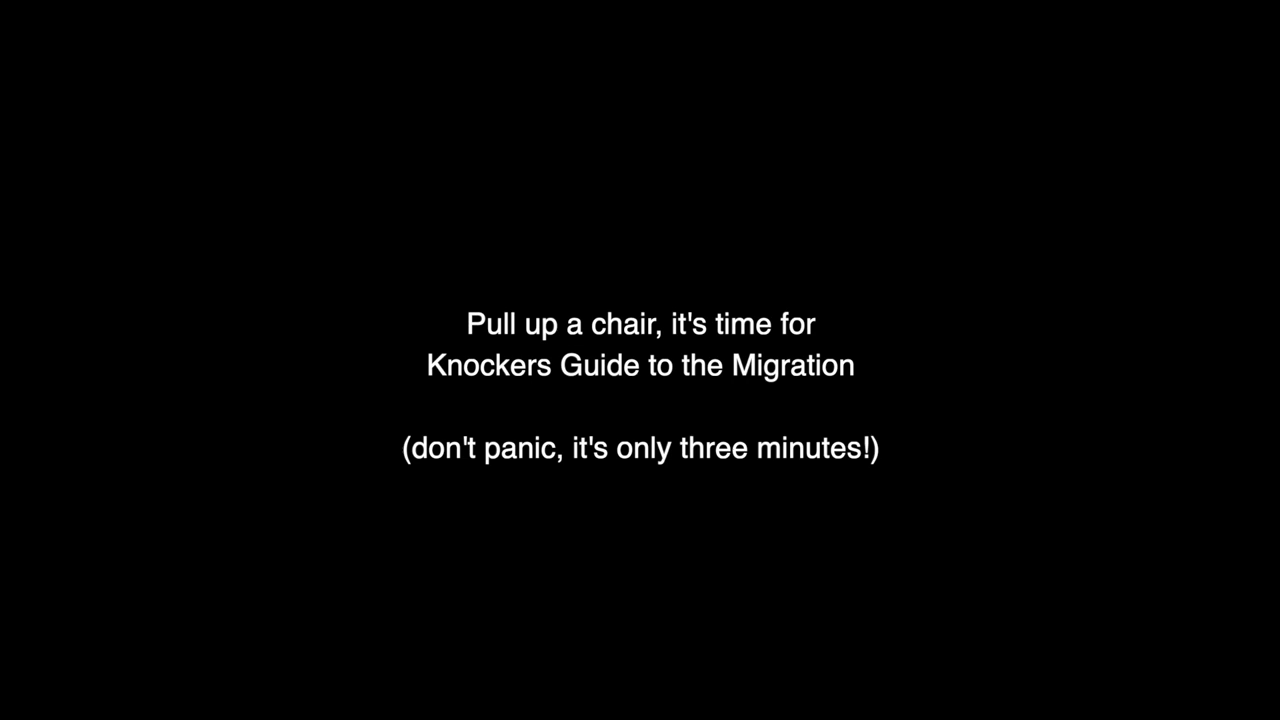 Pull up a chair, it's time for
Knockers Guide to the Migration
(don't panic, it's only three minutes!)